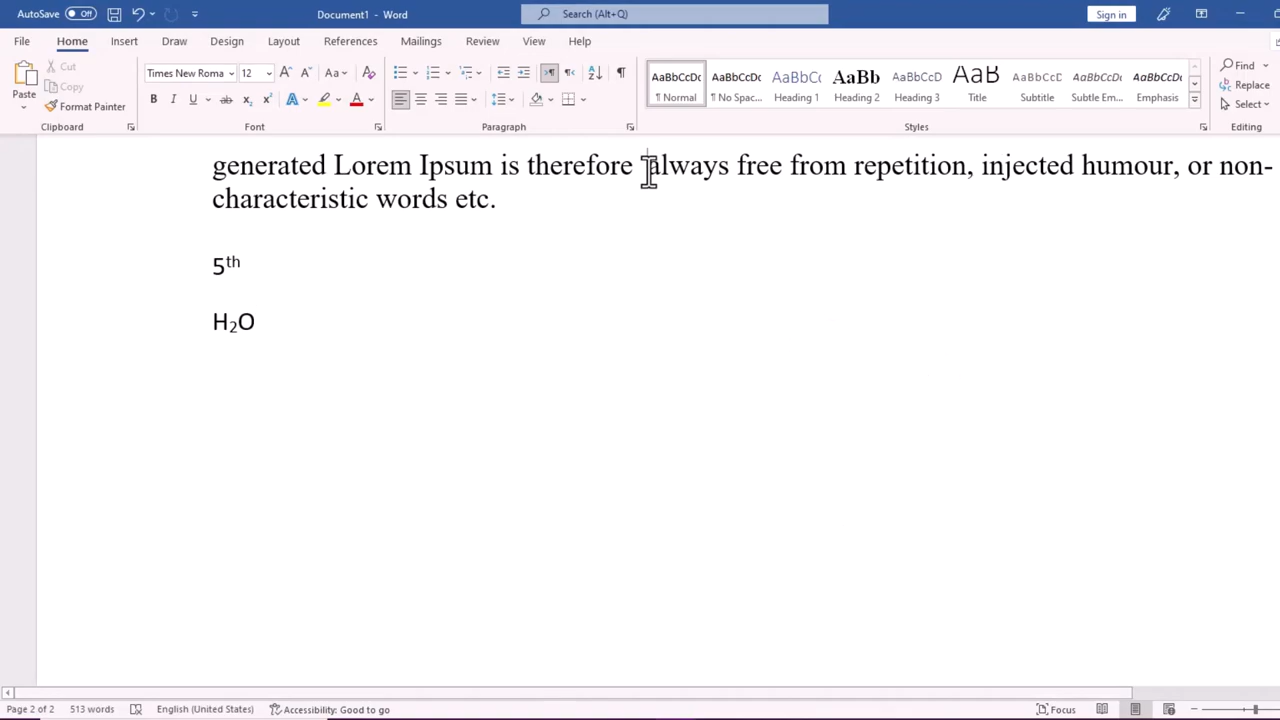 AutoSave Off Document1 - Word Search (Alt+Q) Sign in
File Home Insert Draw Design Layout References Mailings Review View Help
Cut
Copy
Format Painter
Paste
Times New Roma 12 Aa
B I U ab x₂ x² A A
AaBbCcDc AaBbCcDc AaBbCc AaBb AaBbCcD AaB AaBbCcD AaBbCcDc AaBbCcDc
¶ Normal ¶ No Spac... Heading 1 Heading 2 Heading 3 Title Subtitle Subtle Em... Emphasis
Find
Replace
Select
Clipboard Font Paragraph Styles Editing
generated Lorem Ipsum is therefore always free from repetition, injected humour, or non-
characteristic words etc.
5th
H₂O
Page 2 of 2 513 words English (United States) Accessibility: Good to go Focus